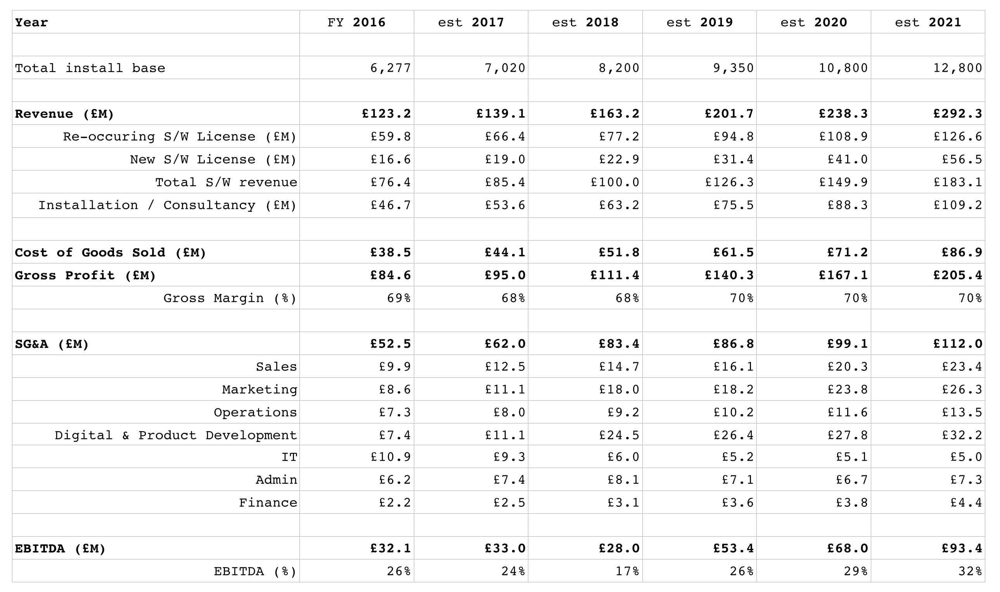 Year FY 2016 est 2017 est 2018 est 2019 est 2020 est 2021
Total install base 6,277 7,020 8,200 9,350 10,800 12,800
Revenue (£M) £123.2 £139.1 £163.2 £201.7 £238.3 £292.3
Re-occuring S/W License (£M) £59.8 £66.4 £77.2 £94.8 £108.9 £126.6
New S/W License (£M) £16.6 £19.0 £22.9 £31.4 £41.0 £56.5
Total S/W revenue £76.4 £85.4 £100.0 £126.3 £149.9 £183.1
Installation / Consultancy (£M) £46.7 £53.6 £63.2 £75.5 £88.3 £109.2
Cost of Goods Sold (£M) £38.5 £44.1 £51.8 £61.5 £71.2 £86.9
Gross Profit (£M) £84.6 £95.0 £111.4 £140.3 £167.1 £205.4
Gross Margin (%) 69% 68% 68% 70% 70% 70%
SG&A (£M) £52.5 £62.0 £83.4 £86.8 £99.1 £112.0
Sales £9.9 £12.5 £14.7 £16.1 £20.3 £23.4
Marketing £8.6 £11.1 £18.0 £18.2 £23.8 £26.3
Operations £7.3 £8.0 £9.2 £10.2 £11.6 £13.5
Digital & Product Development £7.4 £11.1 £24.5 £26.4 £27.8 £32.2
IT £10.9 £9.3 £6.0 £5.2 £5.1 £5.0
Admin £6.2 £7.4 £8.1 £7.1 £6.7 £7.3
Finance £2.2 £2.5 £3.1 £3.6 £3.8 £4.4
EBITDA (£M) £32.1 £33.0 £28.0 £53.4 £68.0 £93.4
EBITDA (%) 26% 24% 17% 26% 29% 32%